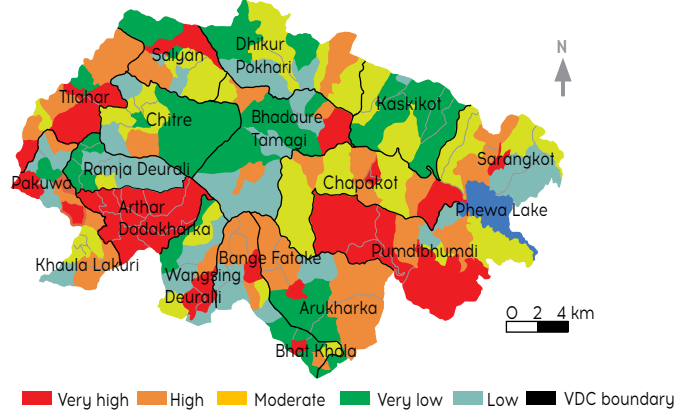 Dhikur
Pokhari
Salyan
N
Tilahar
Chitre
Bhadaure
Tamagi
Kaskikot
Sarangkot
Ramja Deurali
Pakuwa
Chapakot
Arthar
Dadakharka
Phewa Lake
Khaula Lakuri
Bange Fatake
Pumdibhumdi
Wangsing
Deurali
Arukharka
0 2 4 km
Bhat Khola
Very high High Moderate Very low Low VDC boundary